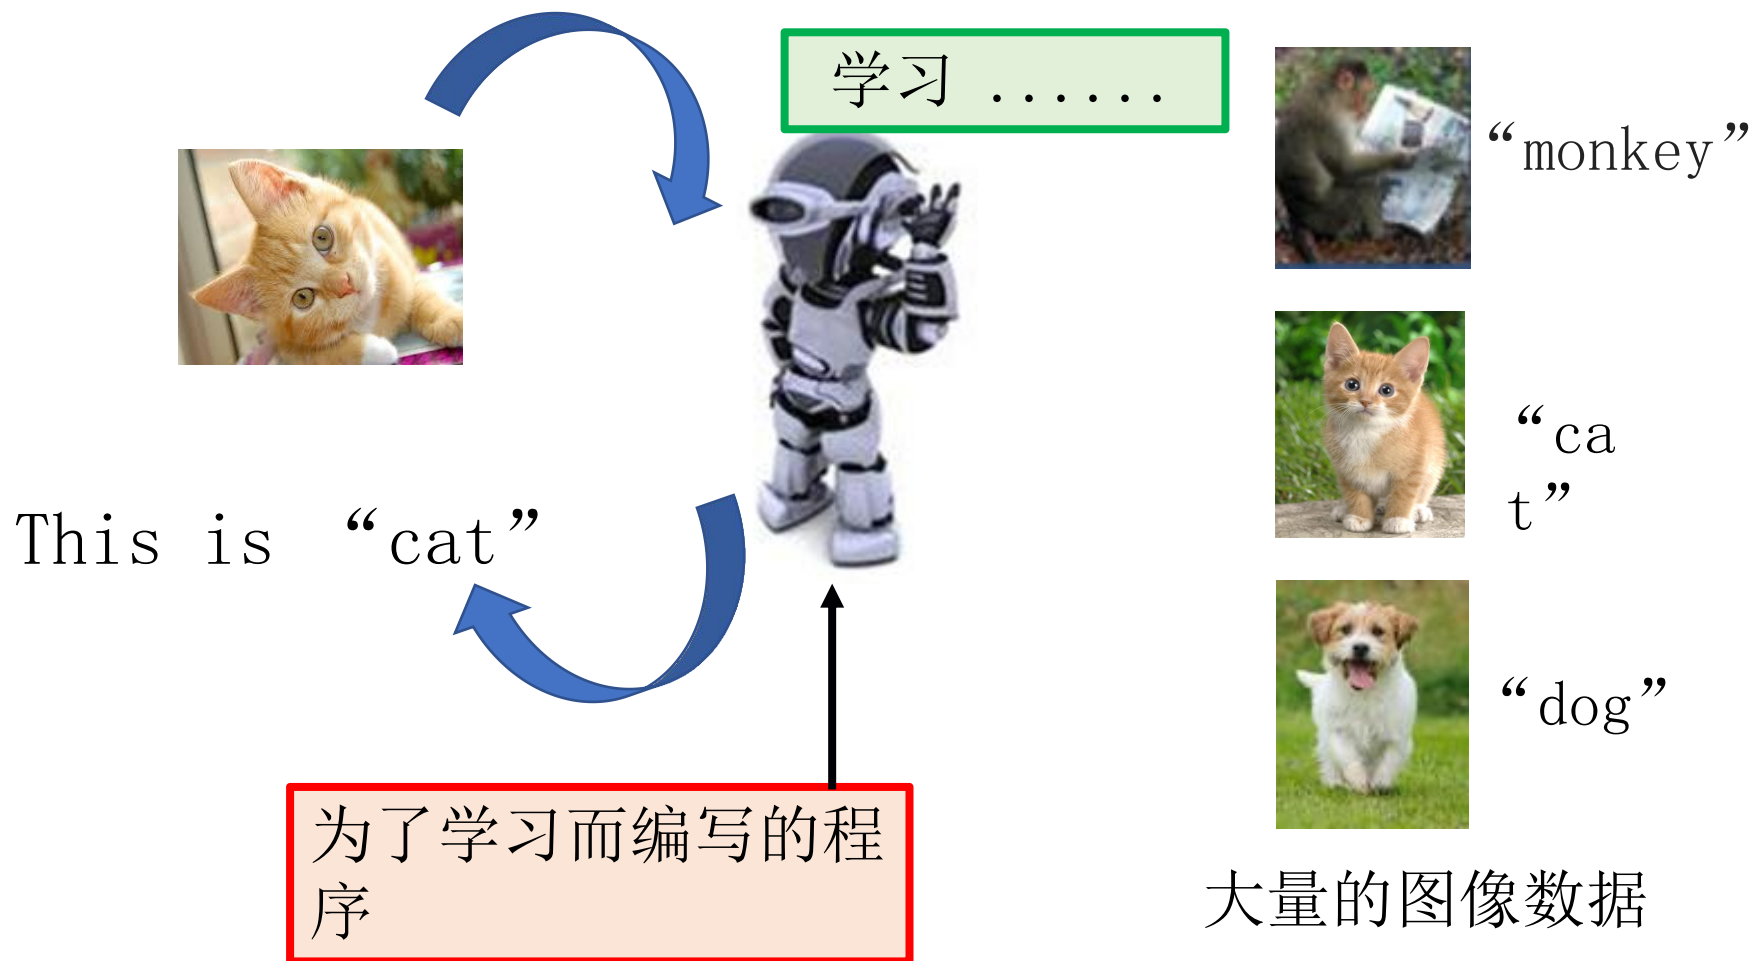 学习 ......
“monkey”
“ca
t”
This is “cat”
“dog”
为了学习而编写的程
序
大量的图像数据